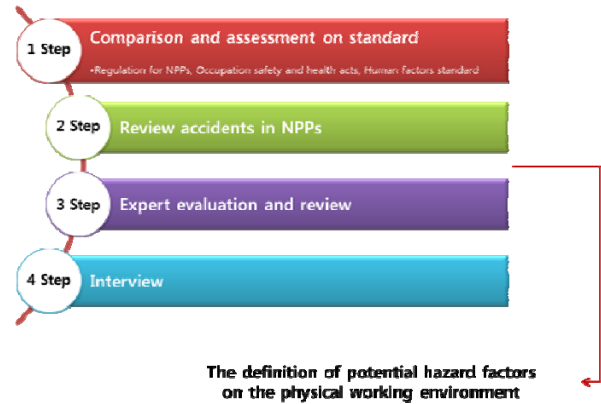 1 Step
Comparison and assessment on standard
•Regulation for NPPs, Occupation safety and health acts, Human factors standard
2 Step
Review accidents in NPPs
3 Step
Expert evaluation and review
4 Step
Interview
The definition of potential hazard factors
on the physical working environment